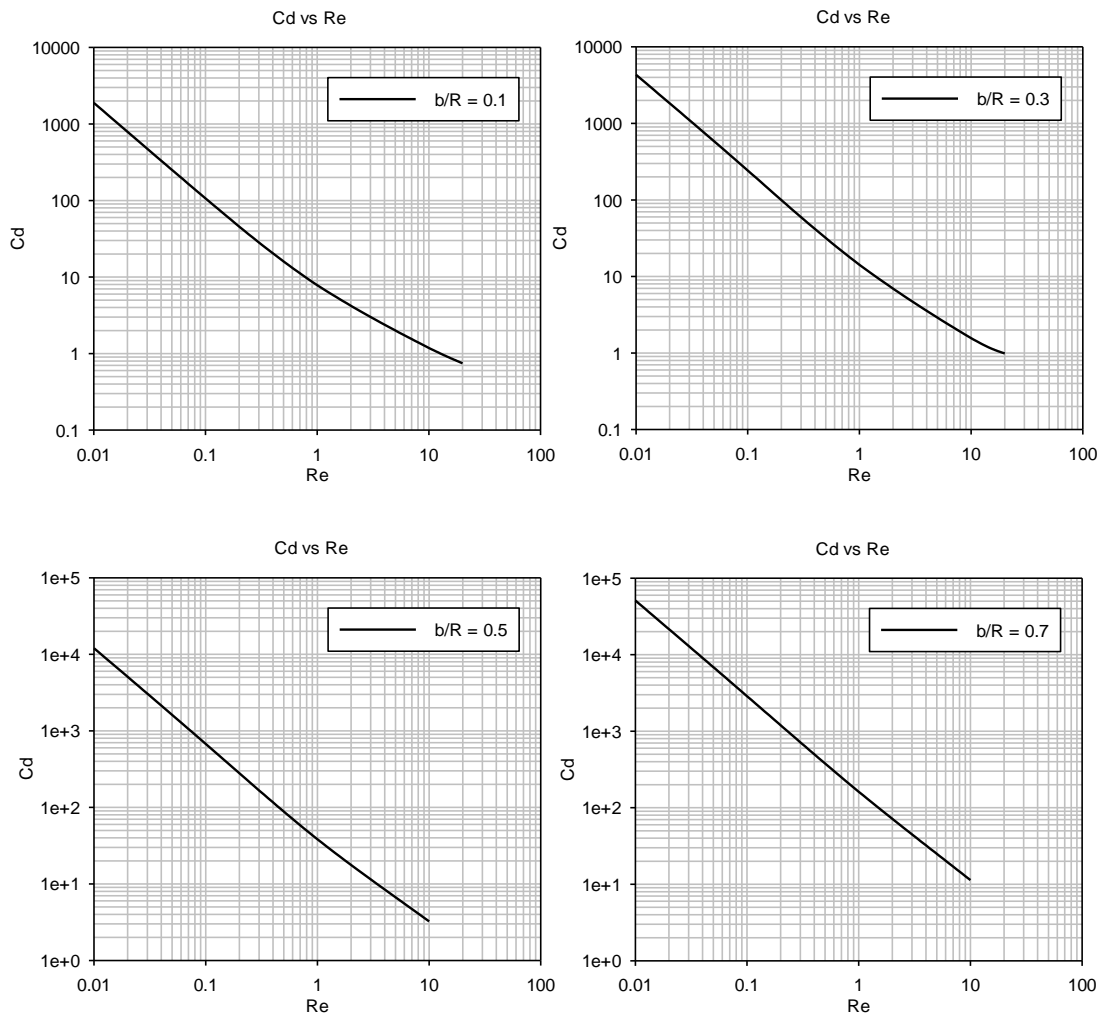 Cd vs Re
10000
1000
100
10
1
0.1
Cd
b/R = 0.1
0.01 0.1 1 10 100
Re
Cd vs Re
10000
1000
100
10
1
0.1
Cd
b/R = 0.3
0.01 0.1 1 10 100
Re
Cd vs Re
1e+5
1e+4
1e+3
1e+2
1e+1
1e+0
Cd
b/R = 0.5
0.01 0.1 1 10 100
Re
Cd vs Re
1e+5
1e+4
1e+3
1e+2
1e+1
1e+0
Cd
b/R = 0.7
0.01 0.1 1 10 100
Re